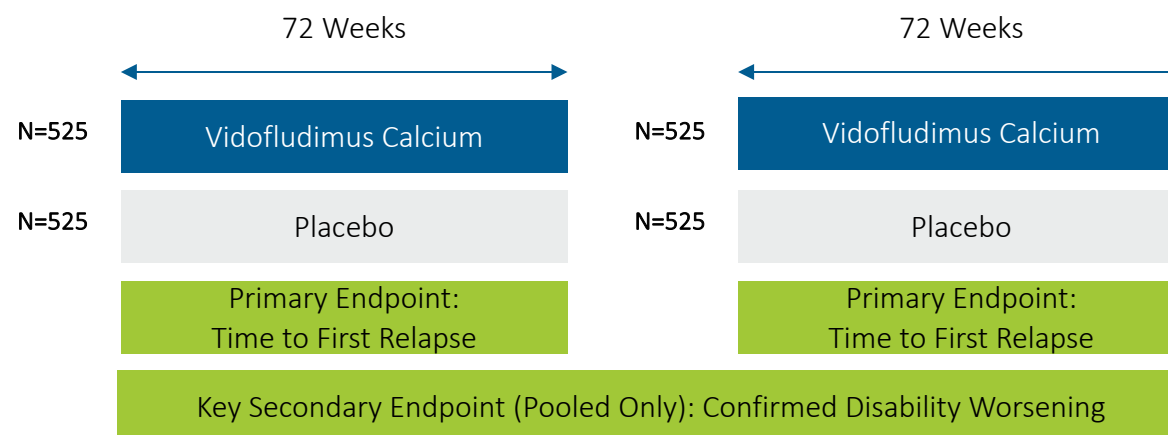 72 Weeks
72 Weeks
N=525
Vidofludimus Calcium
N=525
Vidofludimus Calcium
N=525
Placebo
N=525
Placebo
Primary Endpoint:
Time to First Relapse
Primary Endpoint:
Time to First Relapse
Key Secondary Endpoint (Pooled Only): Confirmed Disability Worsening